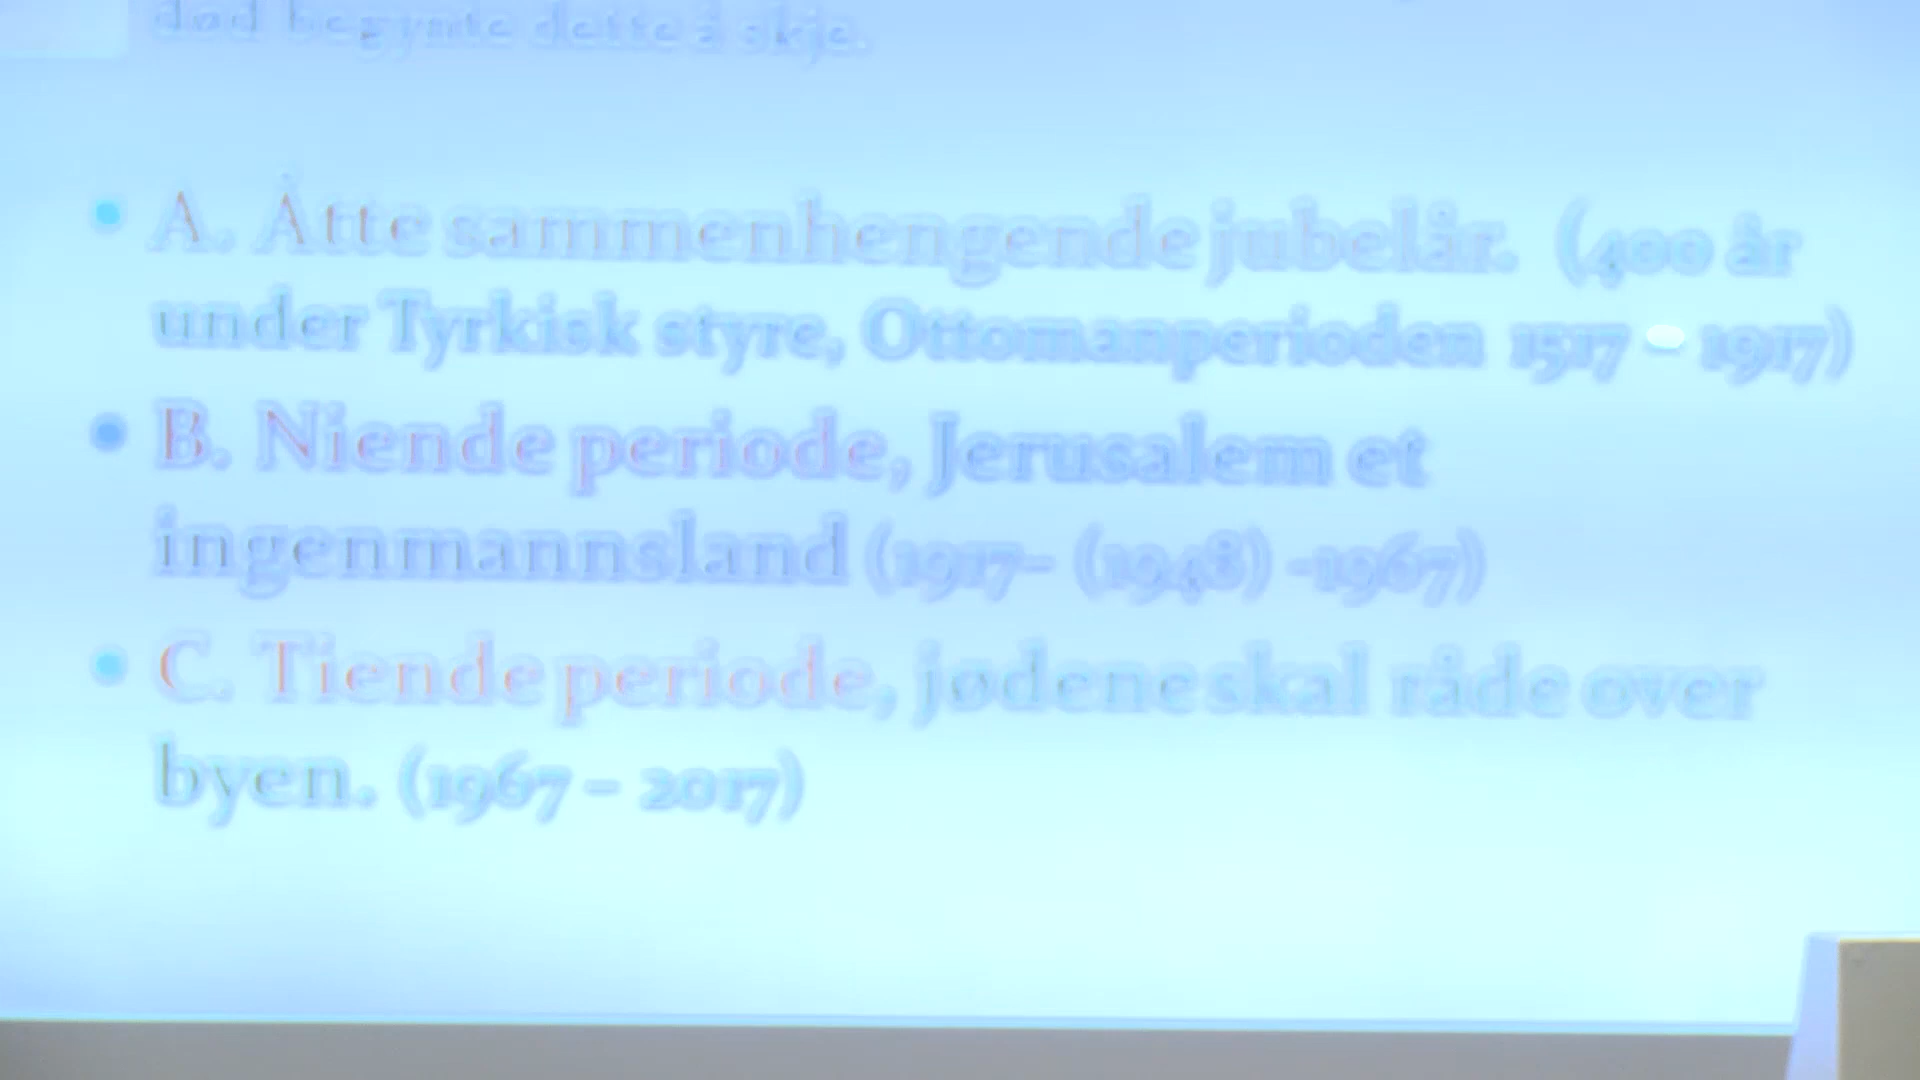 død begynte dette å skje.
A. Åtte sammenhengende jubelår. (400 år
under Tyrkisk styre, Ottomanperioden 1517 – 1917)
B. Niende periode, Jerusalem et
ingenmannsland (1917– (1948) -1967)
C. Tiende periode, jødene skal råde over
byen. (1967 – 2017)